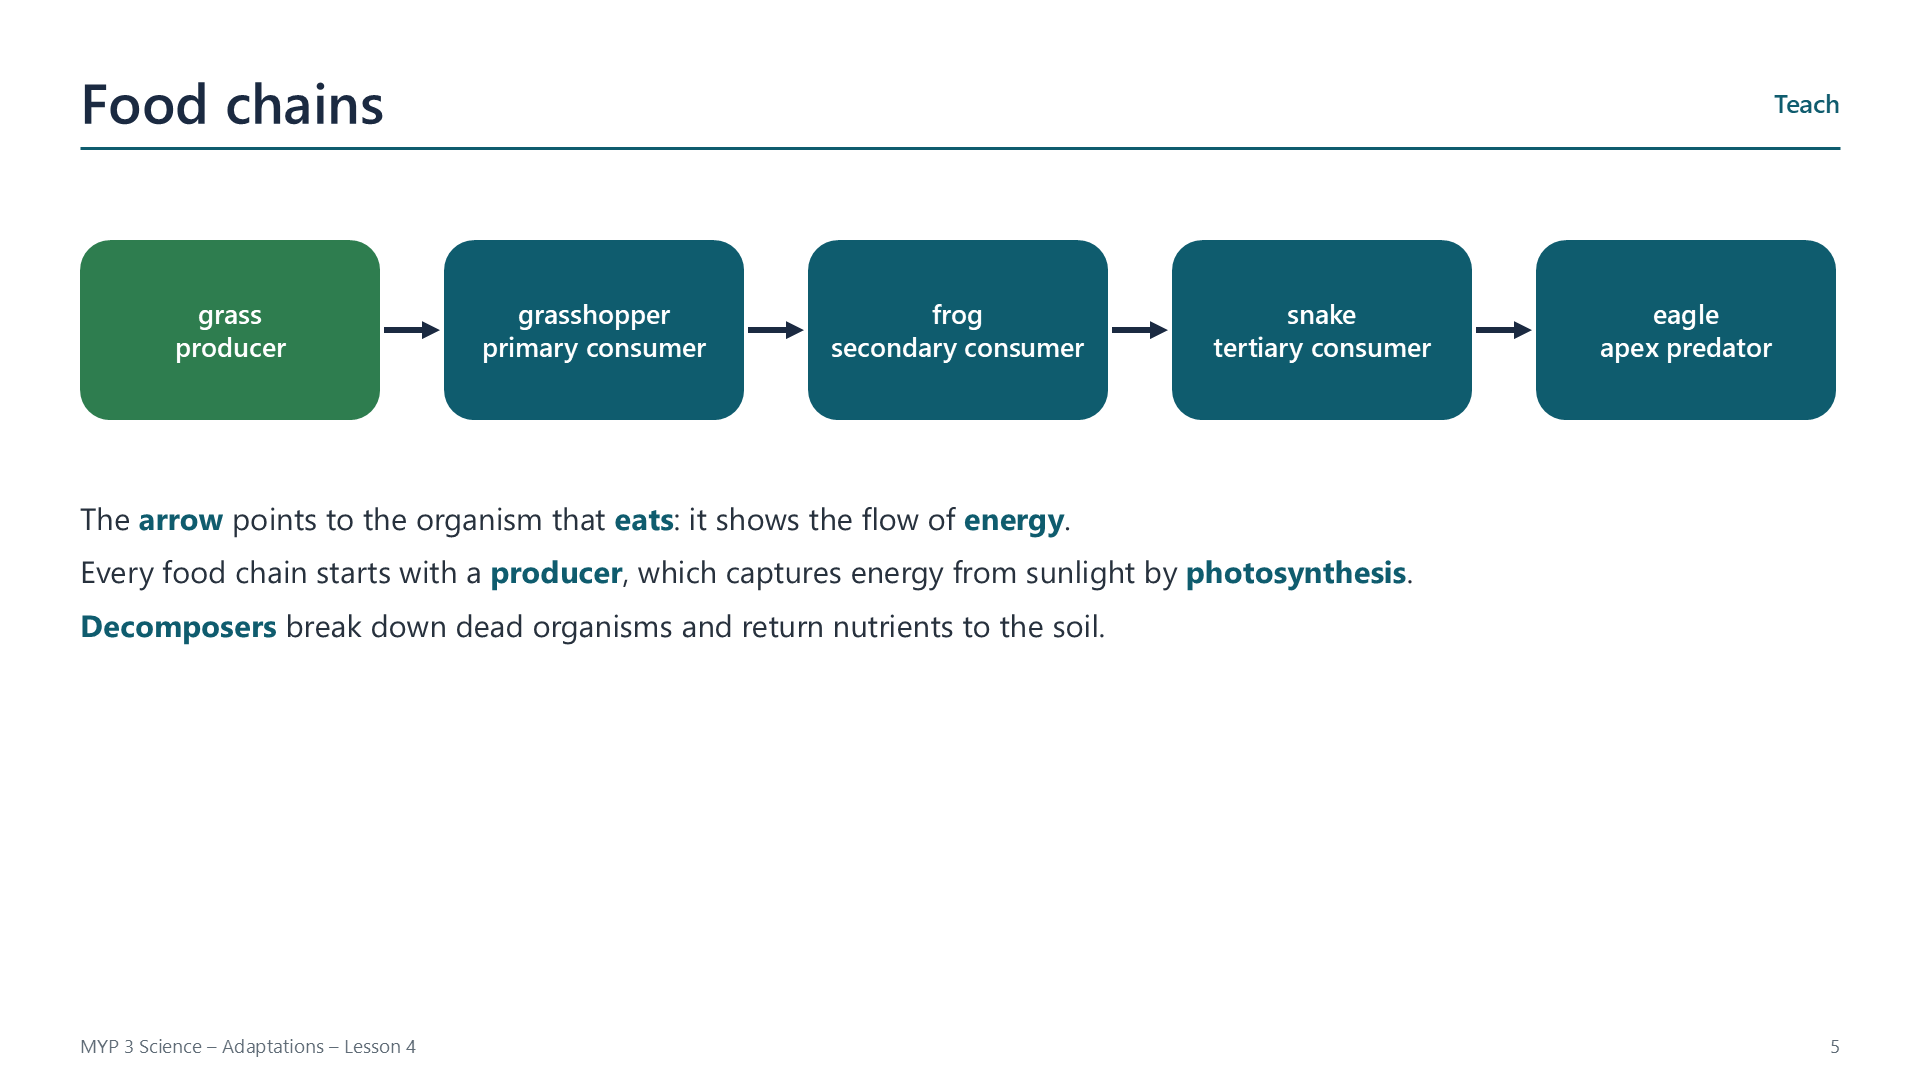 Food chains
Teach
grass
producer
grasshopper
primary consumer
frog
secondary consumer
snake
tertiary consumer
eagle
apex predator
The arrow points to the organism that eats: it shows the flow of energy.
Every food chain starts with a producer, which captures energy from sunlight by photosynthesis.
Decomposers break down dead organisms and return nutrients to the soil.
MYP 3 Science – Adaptations – Lesson 4
5